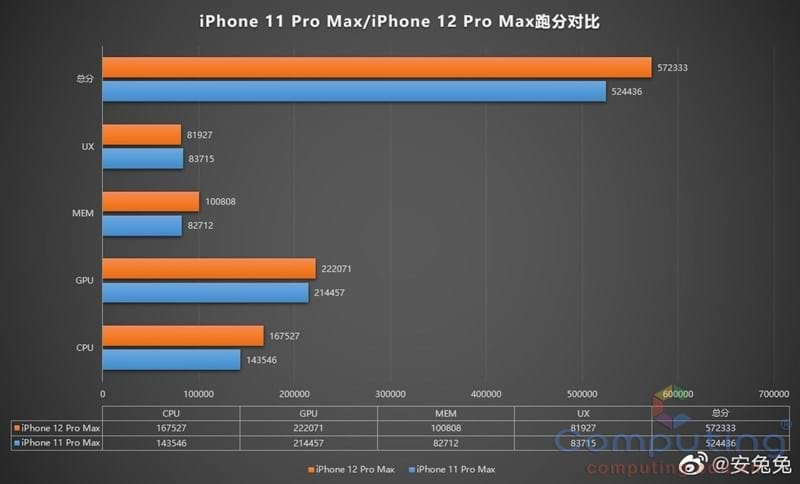 iPhone 11 Pro Max/iPhone 12 Pro Max跑分对比
总分
572333
524436
UX
81927
83715
MEM
100808
82712
GPU
222071
214457
CPU
167527
143546
0 100000 200000 300000 400000 500000 600000 700000
CPU GPU MEM UX 总分
iPhone 12 Pro Max 167527 222071 100808 81927 572333
iPhone 11 Pro Max 143546 214457 82712 83715 524436
iPhone 12 Pro Max iPhone 11 Pro Max
Computing
@安兔兔